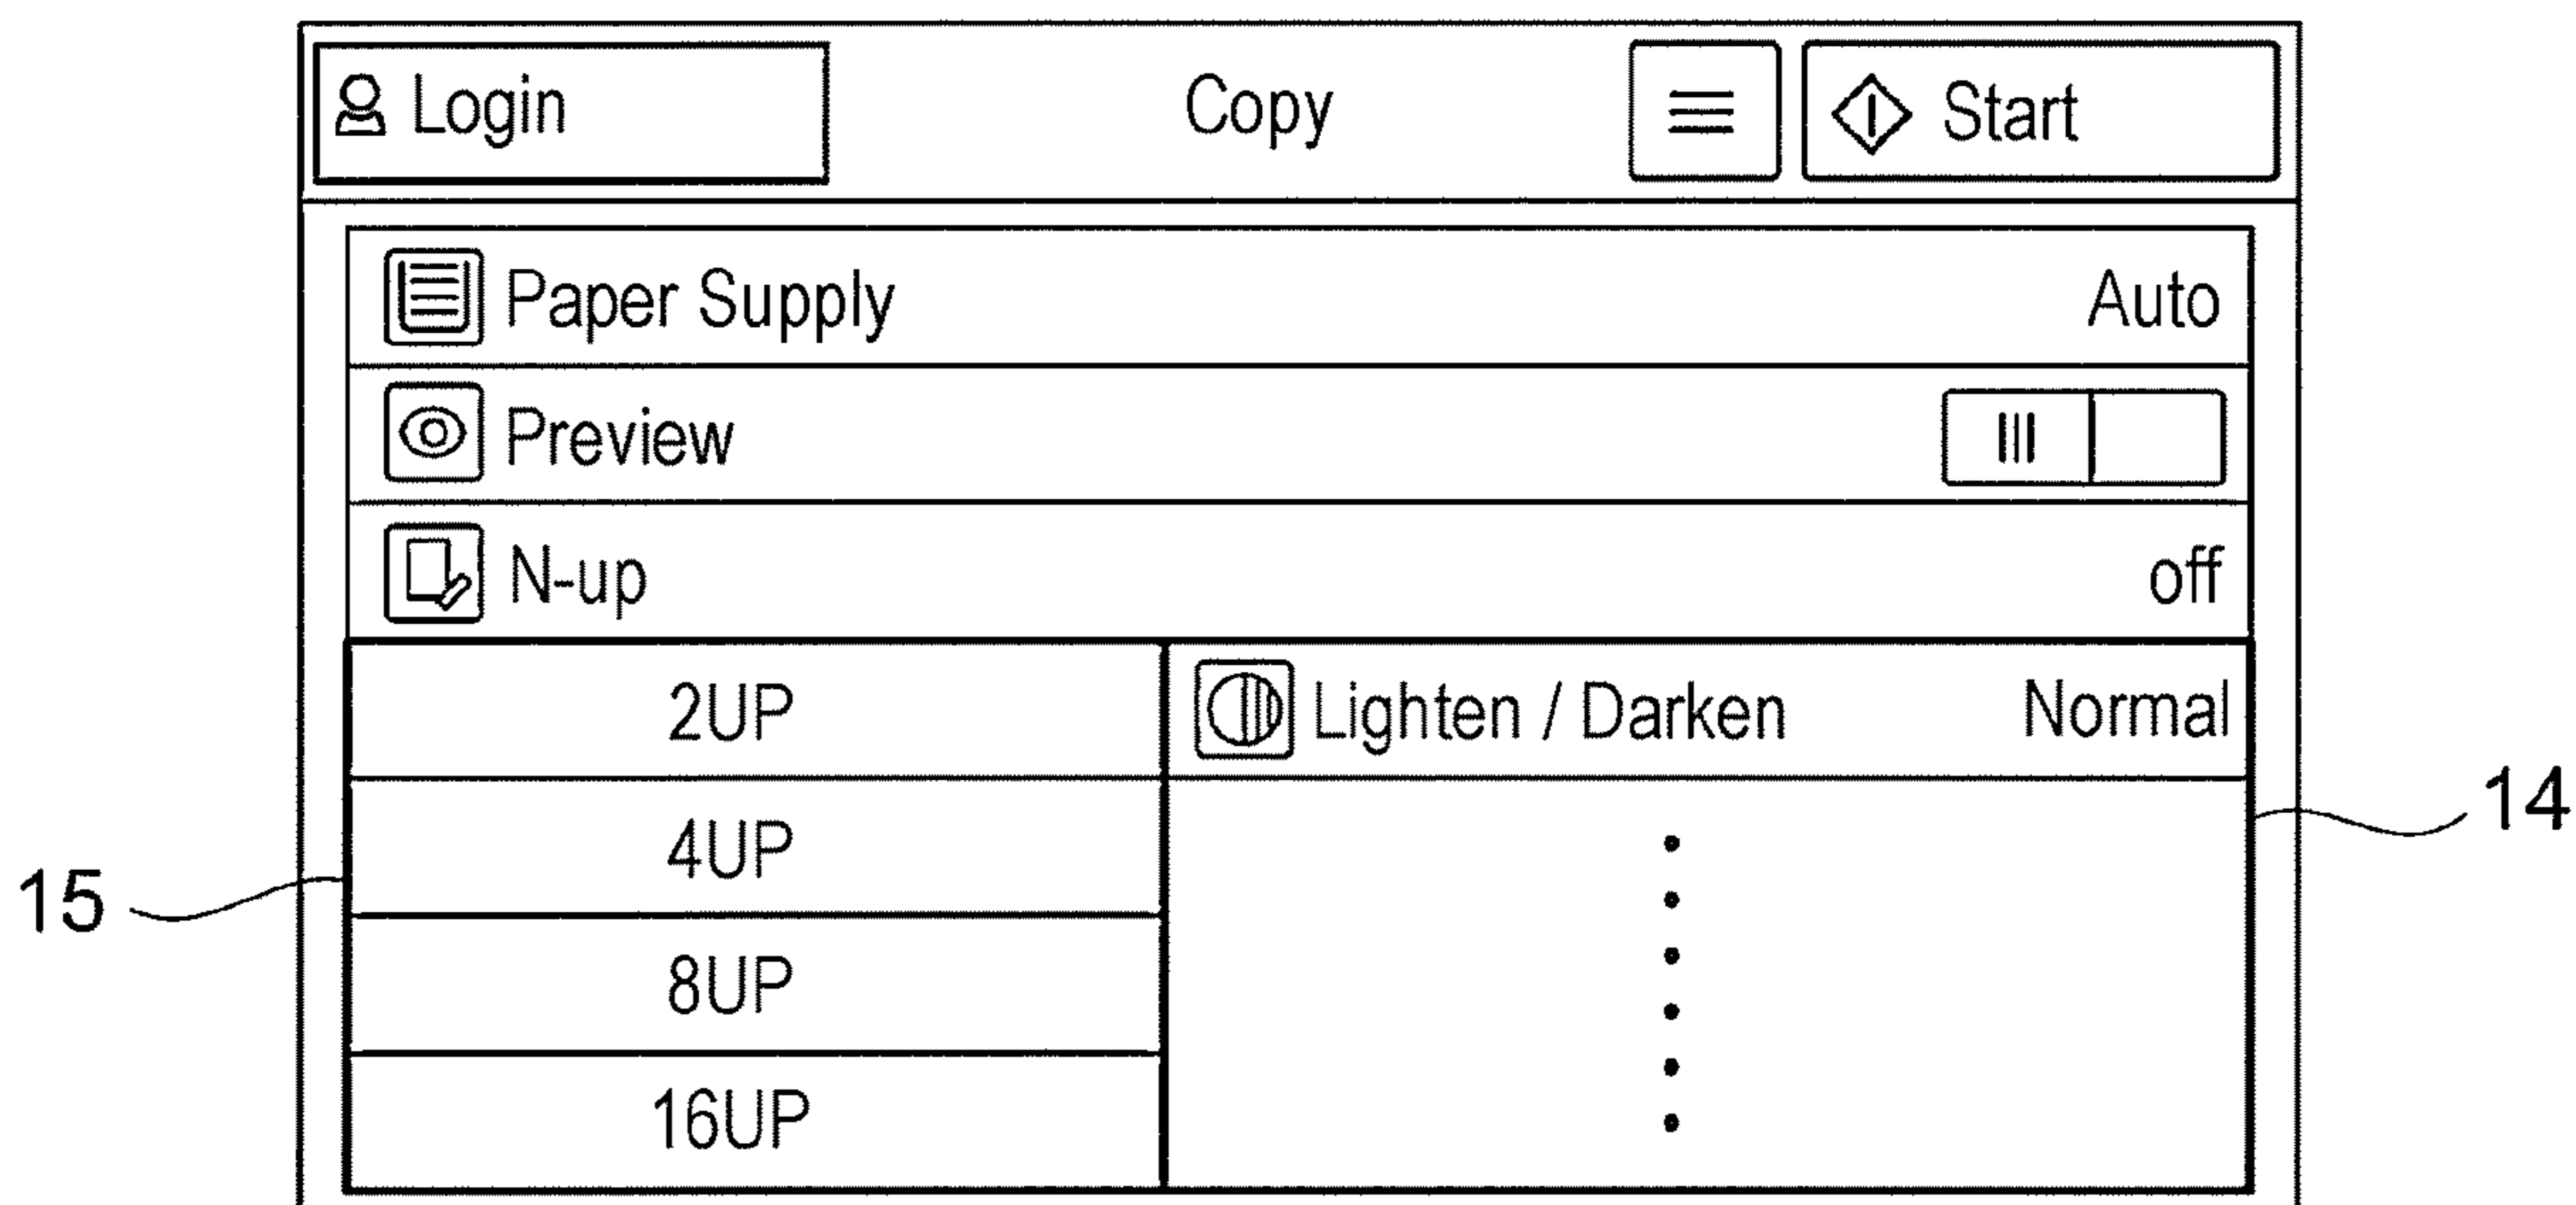 Login Copy Start
Paper Supply Auto
Preview
N-up off
2UP Lighten / Darken Normal
14
4UP
15
8UP
16UP